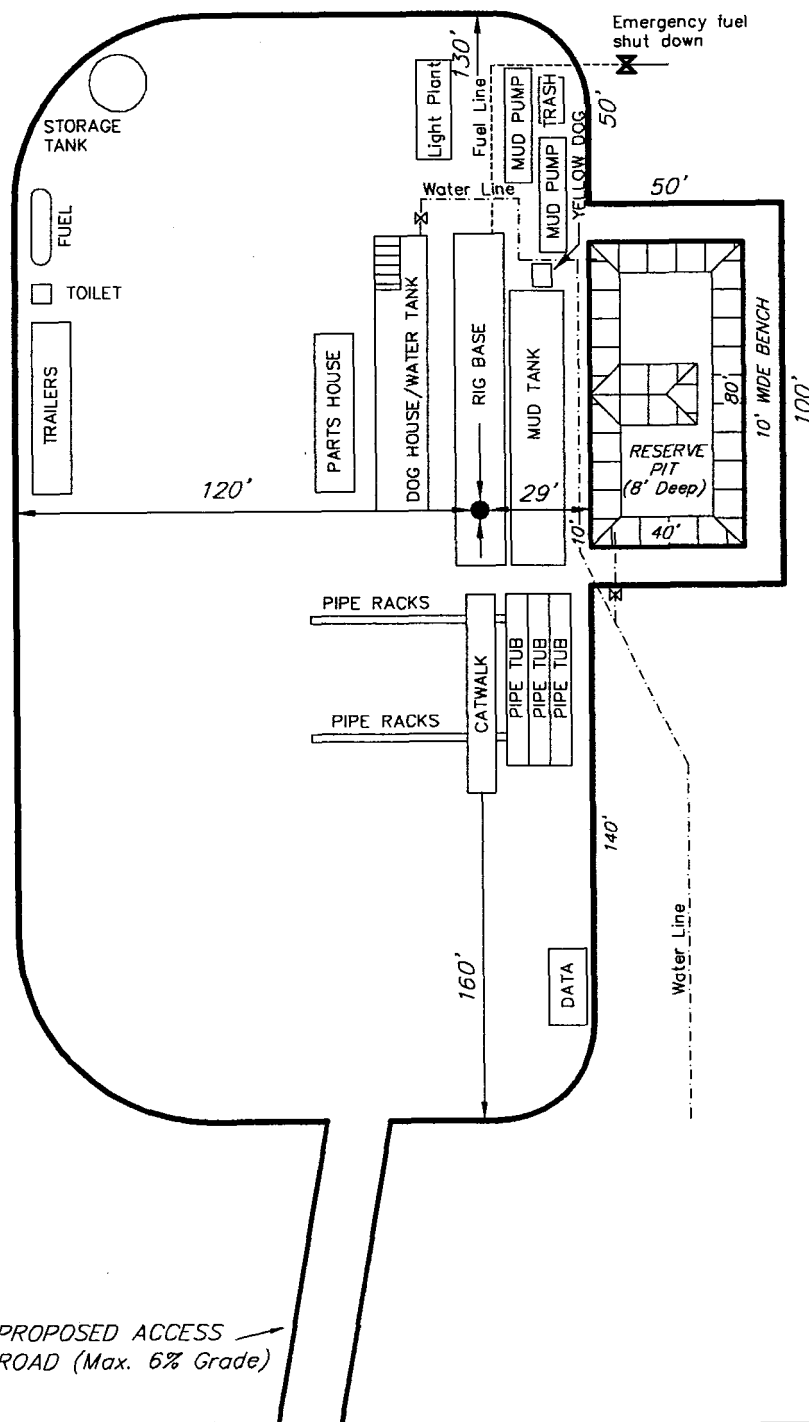 Emergency fuel
shut down
130'
Fuel Line
Light Plant
MUD PUMP
TRASH
50'
STORAGE
TANK
MUD PUMP
YELLOW DOG
Water Line
50'
FUEL
TOILET
TRAILERS
PARTS HOUSE
DOG HOUSE/WATER TANK
RIG BASE
MUD TANK
80'
10' WIDE BENCH
100'
RESERVE
PIT
(8' Deep)
120'
29'
10'
40'
PIPE RACKS
CATWALK
PIPE TUB
PIPE TUB
PIPE TUB
PIPE RACKS
140'
160'
DATA
Water Line
PROPOSED ACCESS
ROAD (Max. 6% Grade)